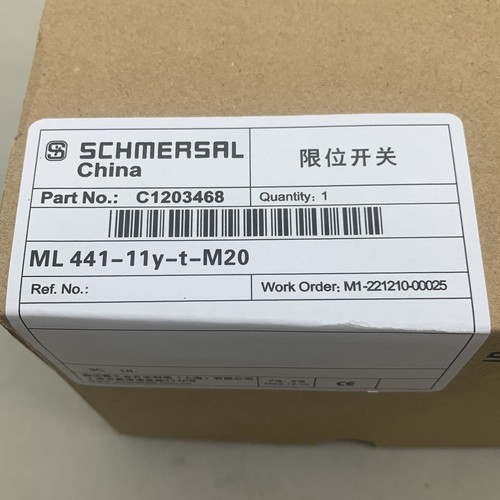 SCHMERSAL
China
限位开关
Part No.: C1203468
Quantity: 1
ML 441-11y-t-M20
Ref. No.:
Work Order: M1-221210-00025
CE